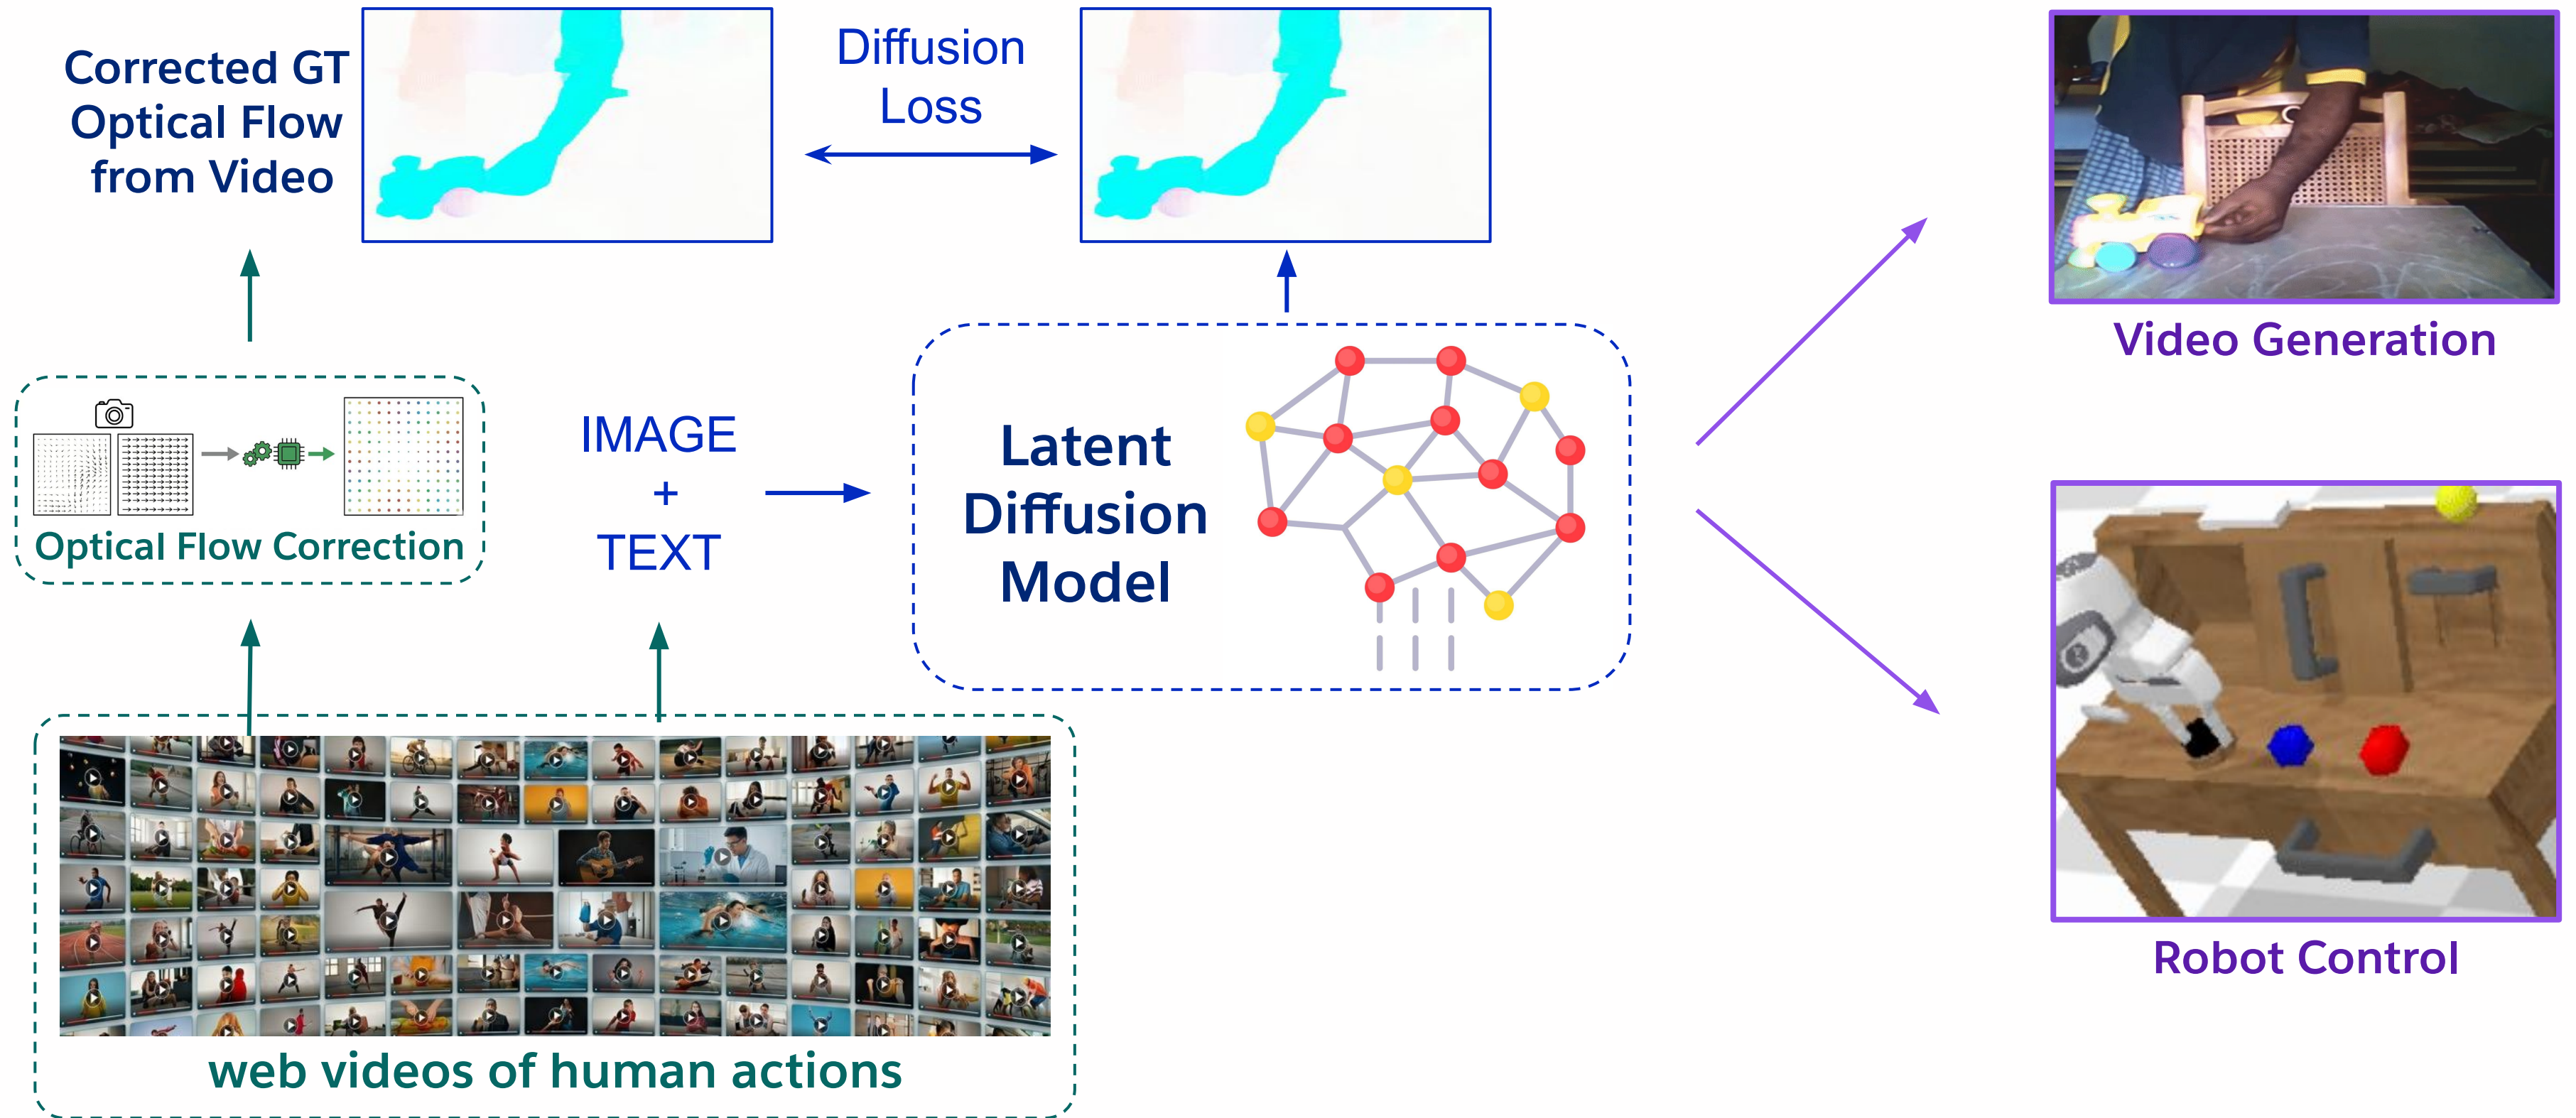 Corrected GT
Optical Flow
from Video
Diffusion
Loss
Video Generation
Optical Flow Correction
IMAGE
+
TEXT
Latent
Diffusion
Model
Robot Control
web videos of human actions